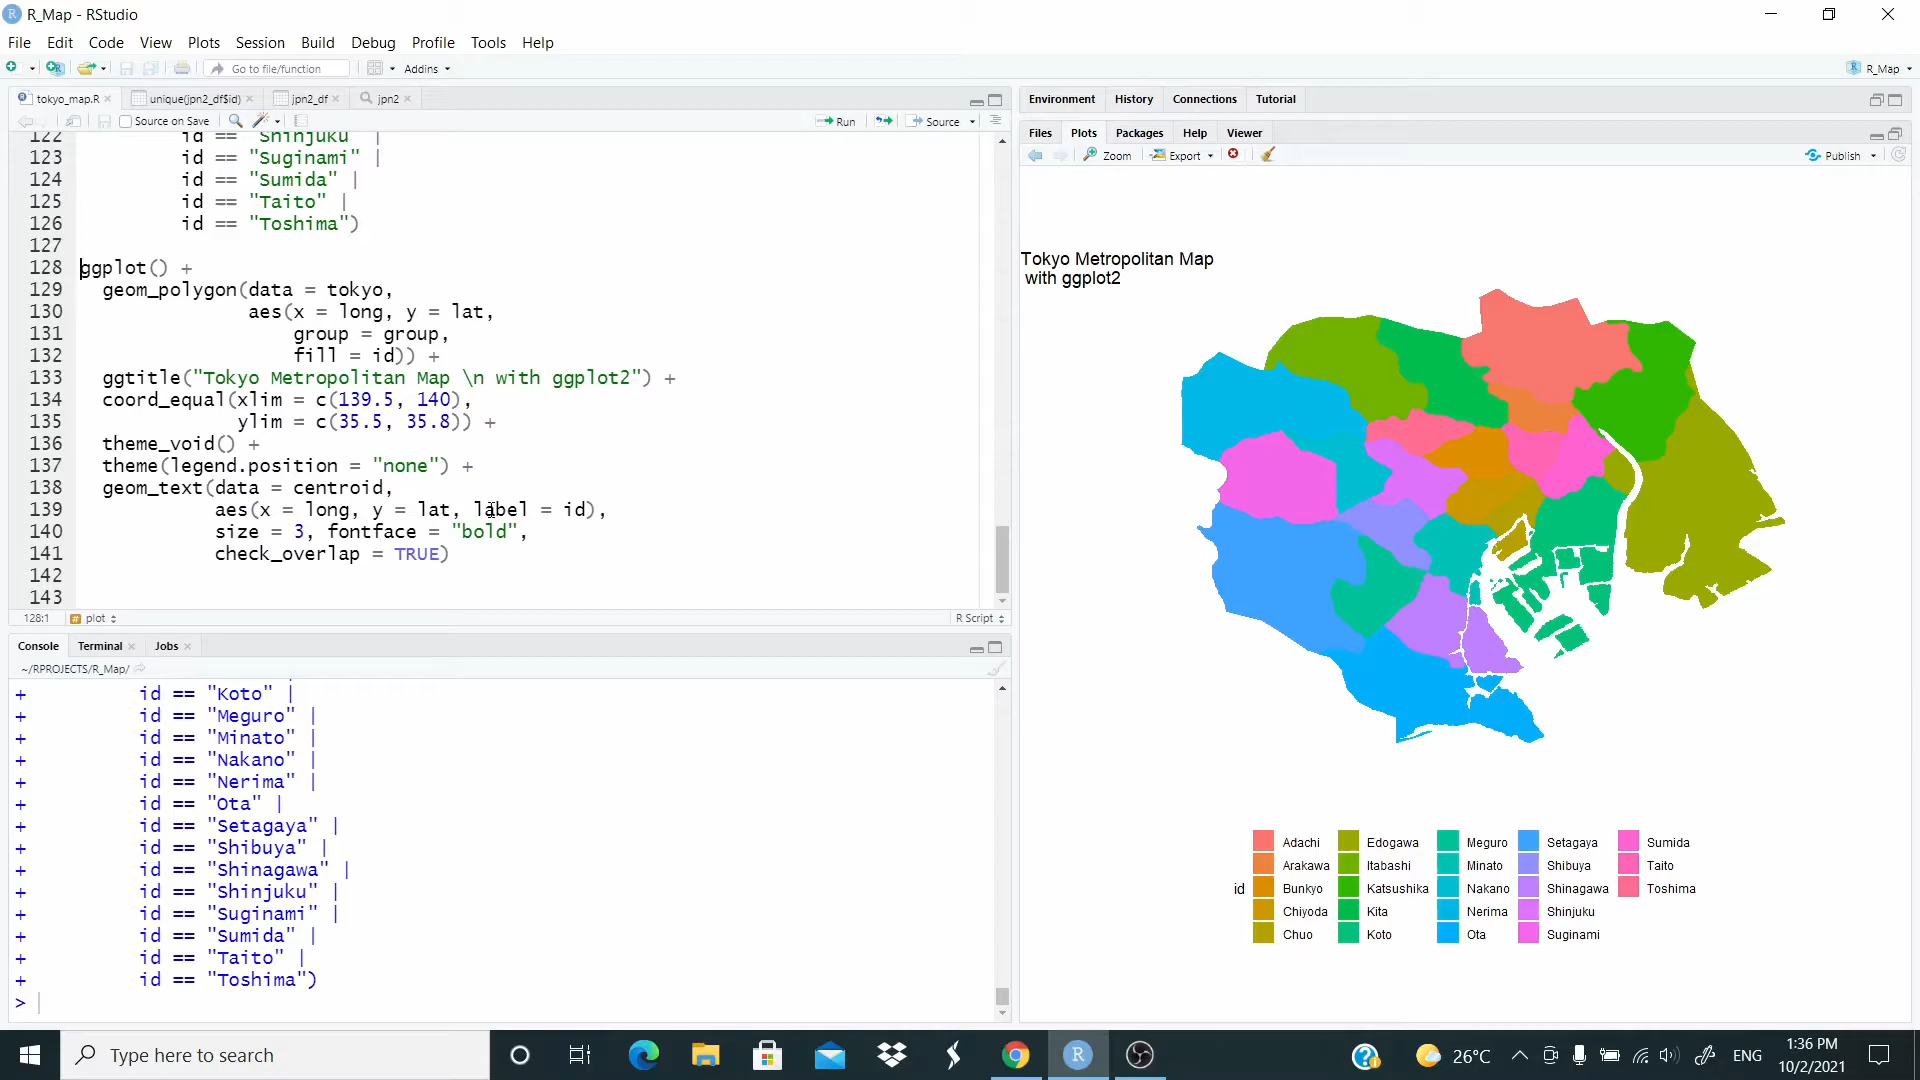 R_Map - RStudio
File Edit Code View Plots Session Build Debug Profile Tools Help
Go to file/function Addins R_Map
tokyo_map.R unique(jpn2_df$id) jpn2_df jpn2
Source on Save Run Source
122 id == "Shinjuku" |
123 id == "Suginami" |
124 id == "Sumida" |
125 id == "Taito" |
126 id == "Toshima")
127
128 ggplot() +
129 geom_polygon(data = tokyo,
130 aes(x = long, y = lat,
131 group = group,
132 fill = id)) +
133 ggtitle("Tokyo Metropolitan Map \n with ggplot2") +
134 coord_equal(xlim = c(139.5, 140),
135 ylim = c(35.5, 35.8)) +
136 theme_void() +
137 theme(legend.position = "none") +
138 geom_text(data = centroid,
139 aes(x = long, y = lat, label = id),
140 size = 3, fontface = "bold",
141 check_overlap = TRUE)
142
143
128:1 plot R Script
Console Terminal Jobs
~/RPROJECTS/R_Map/
+ id == "Koto" |
+ id == "Meguro" |
+ id == "Minato" |
+ id == "Nakano" |
+ id == "Nerima" |
+ id == "Ota" |
+ id == "Setagaya" |
+ id == "Shibuya" |
+ id == "Shinagawa" |
+ id == "Shinjuku" |
+ id == "Suginami" |
+ id == "Sumida" |
+ id == "Taito" |
+ id == "Toshima")
>
Environment History Connections Tutorial
Files Plots Packages Help Viewer
Zoom Export Publish
Tokyo Metropolitan Map
with ggplot2
id
Adachi Edogawa Meguro Setagaya Sumida
Arakawa Itabashi Minato Shibuya Taito
Bunkyo Katsushika Nakano Shinagawa Toshima
Chiyoda Kita Nerima Shinjuku
Chuo Koto Ota Suginami
Type here to search
26°C ENG
1:36 PM
10/2/2021